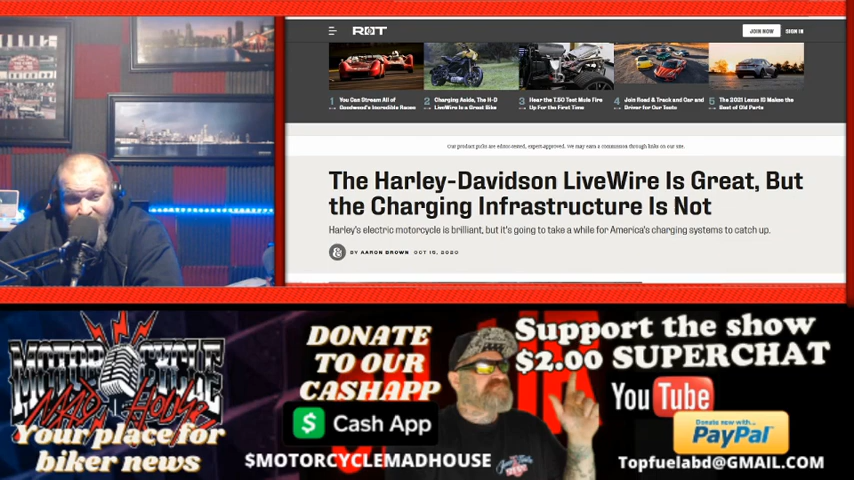 R&T
JOIN NOW
SIGN IN
1 You Can Stream All of
Goodwood's Incredible Races
2 Charging Aside, The H-D
LiveWire Is a Great Bike
3 Hear the T.50 Test Mule Fire
Up For the First Time
4 Join Road & Track and Car and
Driver for Our Tests
5 The 2021 Lexus IS Makes the
Best of Old Parts
Our product picks are editor-tested, expert-approved. We may earn a commission through links on our site.
The Harley-Davidson LiveWire Is Great, But
the Charging Infrastructure Is Not
Harley's electric motorcycle is brilliant, but it's going to take a while for America's charging systems to catch up.
&
BY AARON BROWN OCT 15, 2020
MOTORCYCLE
MAD HOUSE
Your place for
biker news
DONATE
TO OUR
CASHAPP
$ Cash App
$MOTORCYCLEMADHOUSE
Support the show
$2.00 SUPERCHAT
YouTube
Donate now with...
PayPal
Topfuelabd@GMAIL.COM